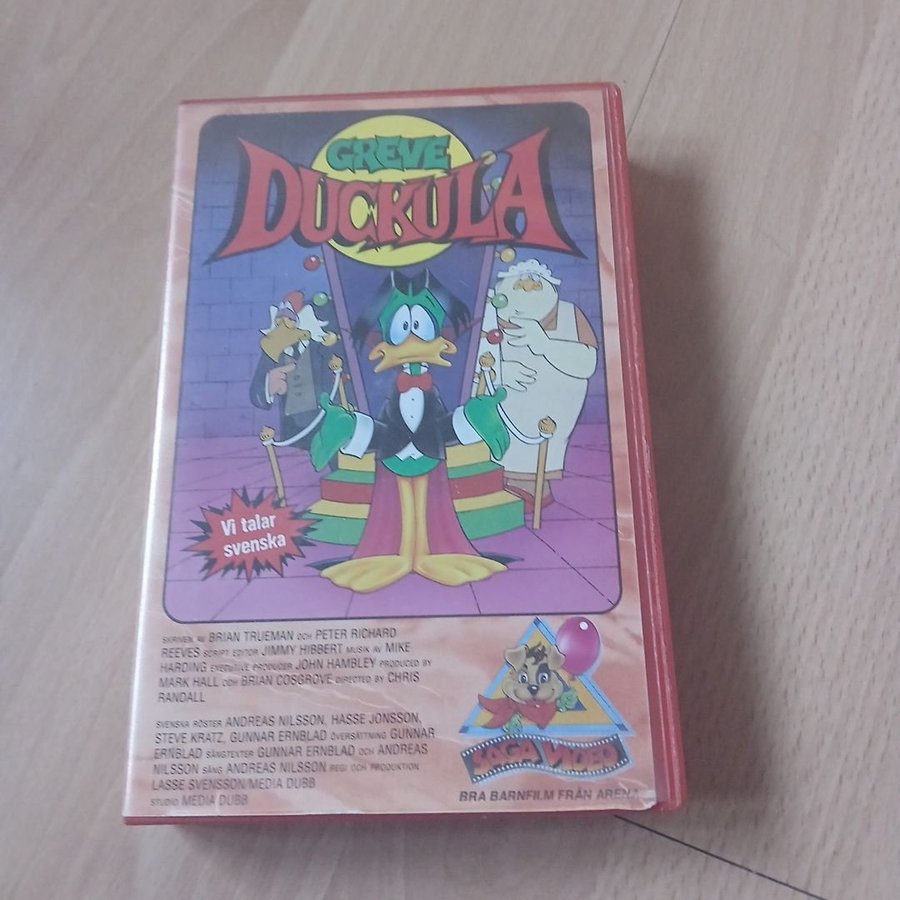 GREVE
DUCKULA
Vi talar
svenska
SKRIVEN AV BRIAN TRUEMAN OCH PETER RICHARD
REEVES SCRIPT EDITOR JIMMY HIBBERT MUSIK AV MIKE
HARDING EXECUTIVE PRODUCER JOHN HAMBLEY PRODUCED BY
MARK HALL OCH BRIAN COSGROVE DIRECTED BY CHRIS
RANDALL
SVENSKA RÖSTER ANDREAS NILSSON, HASSE JONSSON,
STEVE KRATZ, GUNNAR ERNBLAD ÖVERSÄTTNING GUNNAR
ERNBLAD SÅNGTEXTER GUNNAR ERNBLAD OCH ANDREAS
NILSSON SÅNG ANDREAS NILSSON REGI OCH PRODUKTION
LASSE SVENSSON/MEDIA DUBB
STUDIO MEDIA DUBB
SAGA VIDEO
BRA BARNFILM FRÅN ARENA